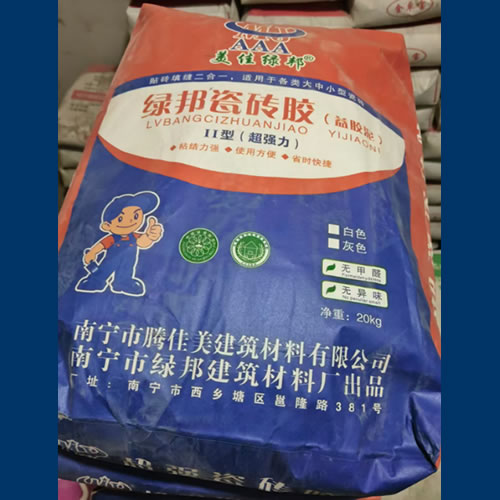 AAA
美佳绿邦®
贴砖填缝二合一,适用于各类大中小型瓷砖
绿邦瓷砖胶(益胶泥)
LVBANGCIZHUANJIAO YIJIAONI
II型(超强力)
•粘结力强 •使用方便 •省时快捷
白色
灰色
无甲醛
无异味
净重:20kg
南宁市腾佳美建筑材料有限公司
南宁市绿邦建筑材料厂出品
厂址:南宁市西乡塘区邕隆路381号
超强瓷砖